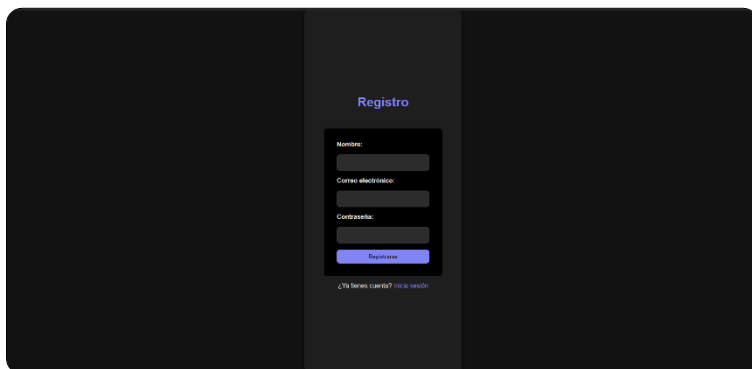 Registro
Nombre:
Correo electrónico:
Contraseña:
Registrarse
¿Ya tienes cuenta? Inicia sesión